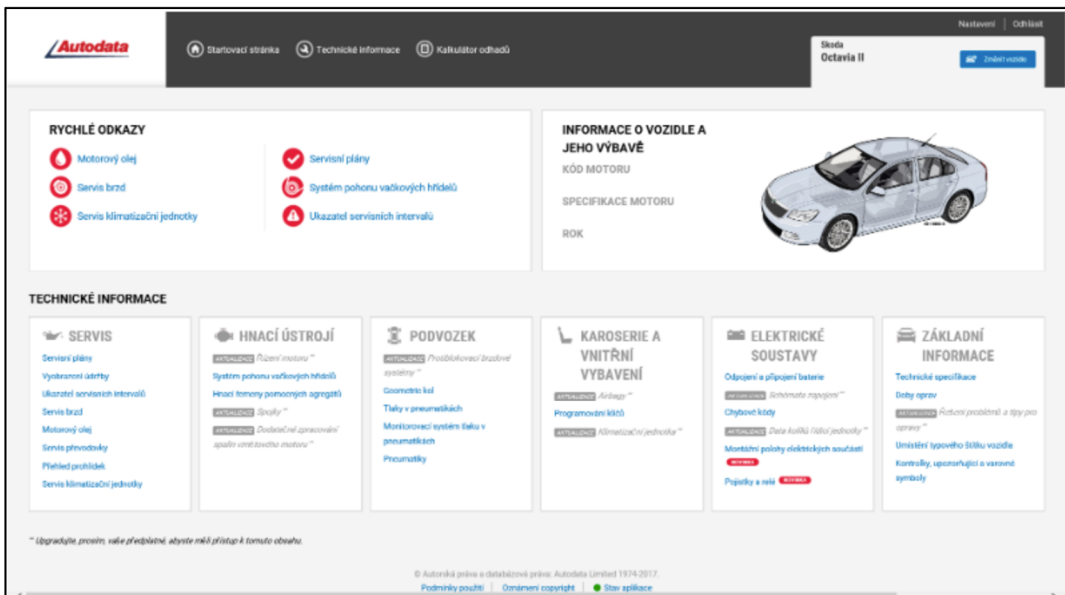 Nastavení | Odhlásit
Autodata
Startovací stránka
Technické informace
Kalkulátor odhadů
Skoda
Octavia II
Změnit vozidlo
RYCHLÉ ODKAZY
Motorový olej
Servis brzd
Servis klimatizační jednotky
Servisní plány
Systém pohonu vačkových hřídelů
Ukazatel servisních intervalů
INFORMACE O VOZIDLE A
JEHO VÝBAVĚ
KÓD MOTORU
SPECIFIKACE MOTORU
ROK
TECHNICKÉ INFORMACE
SERVIS
Servisní plány
Vyobrazení údržby
Ukazatel servisních intervalů
Servis brzd
Motorový olej
Servis převodovky
Přehled prohlídek
Servis klimatizační jednotky
HNACÍ ÚSTROJÍ
AKTUALIZACE Řízení motoru **
Systém pohonu vačkových hřídelů
Hnací řemeny pomocných agregátů
AKTUALIZACE Spojky **
AKTUALIZACE Dodatečné zpracování
spalin vznětového motoru **
PODVOZEK
AKTUALIZACE Protiblokovací brzdové
systémy **
Geometrie kol
Tlaky v pneumatikách
Monitorovací systém tlaku v
pneumatikách
Pneumatiky
KAROSERIE A
VNITŘNÍ
VYBAVENÍ
AKTUALIZACE Airbagy **
Programování klíčů
AKTUALIZACE Klimatizační jednotka **
ELEKTRICKÉ
SOUSTAVY
Odpojení a připojení baterie
AKTUALIZACE Schémata zapojení **
Chybové kódy
AKTUALIZACE Data kolíků řídicí jednotky **
Montážní polohy elektrických součástí
NOVINKA
Pojistky a relé NOVINKA
ZÁKLADNÍ
INFORMACE
Technické specifikace
Doby oprav
AKTUALIZACE Řešení problémů a tipy pro
opravy **
Umístění typového štítku vozidla
Kontrolky, upozorňující a varovné
symboly
** Upgradujte, prosím, vaše předplatné, abyste měli přístup k tomuto obsahu.
© Autorská práva a databázová práva: Autodata Limited 1974-2017.
Podmínky použití | Oznámení copyright | Stav aplikace